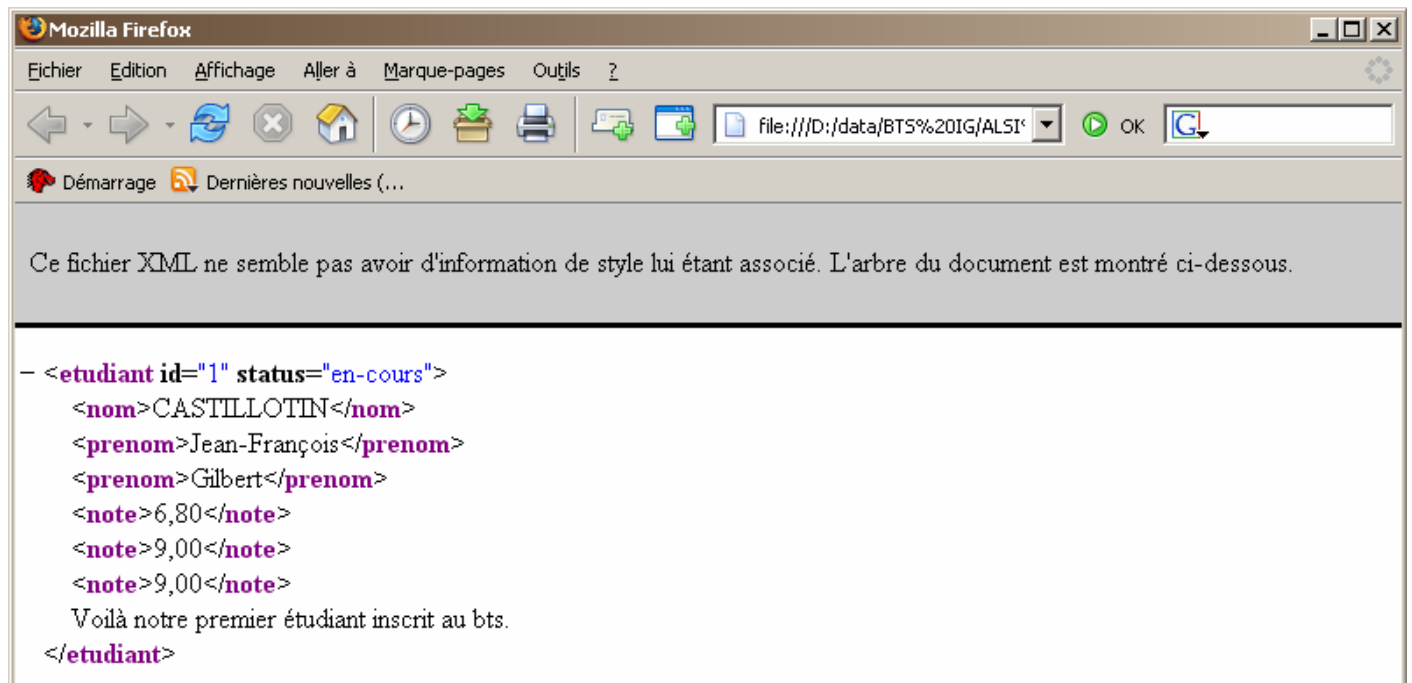 Mozilla Firefox
Fichier Edition Affichage Aller à Marque-pages Outils ?
file:///D:/data/BTS%20IG/ALSI OK G
Démarrage Dernières nouvelles (...
Ce fichier XML ne semble pas avoir d'information de style lui étant associé. L'arbre du document est montré ci-dessous.
– <etudiant id="1" status="en-cours">
<nom>CASTILLOTIN</nom>
<prenom>Jean-François</prenom>
<prenom>Gilbert</prenom>
<note>6,80</note>
<note>9,00</note>
<note>9,00</note>
Voilà notre premier étudiant inscrit au bts.
</etudiant>